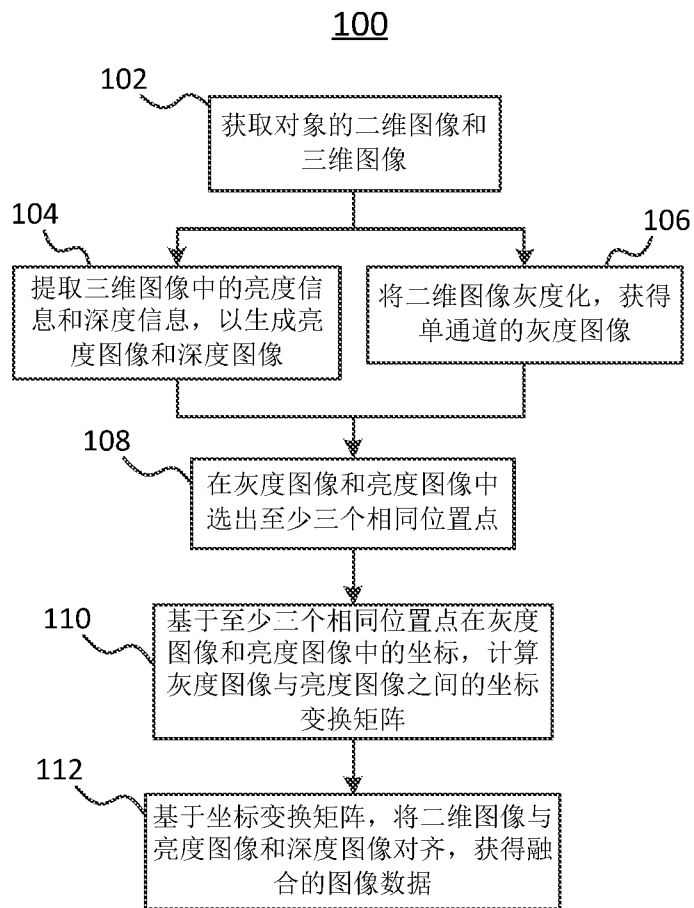 100
102
获取对象的二维图像和
三维图像
104
提取三维图像中的亮度信
息和深度信息，以生成亮
度图像和深度图像
106
将二维图像灰度化，获得
单通道的灰度图像
108
在灰度图像和亮度图像中
选出至少三个相同位置点
110
基于至少三个相同位置点在灰度
图像和亮度图像中的坐标，计算
灰度图像与亮度图像之间的坐标
变换矩阵
112
基于坐标变换矩阵，将二维图像与
亮度图像和深度图像对齐，获得融
合的图像数据